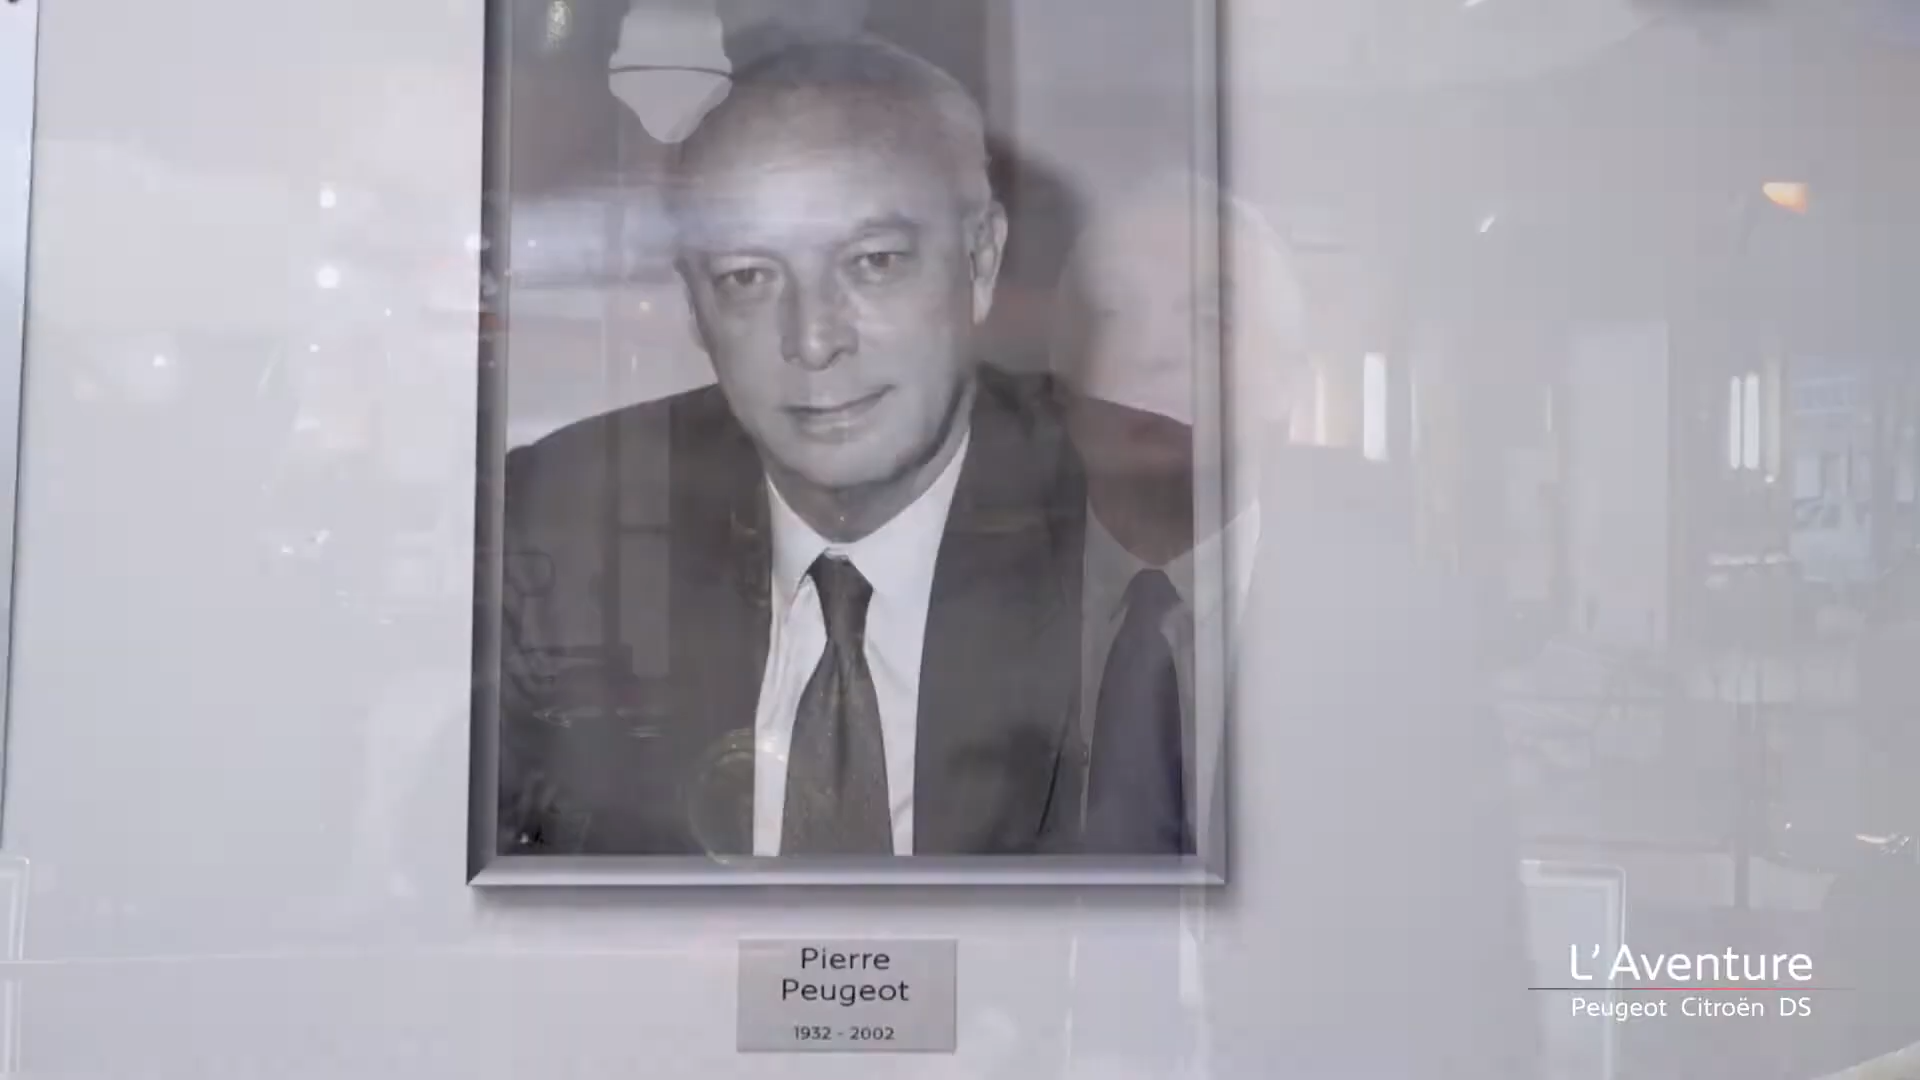 Pierre
Peugeot
1932 - 2002
L'Aventure
Peugeot Citroën DS